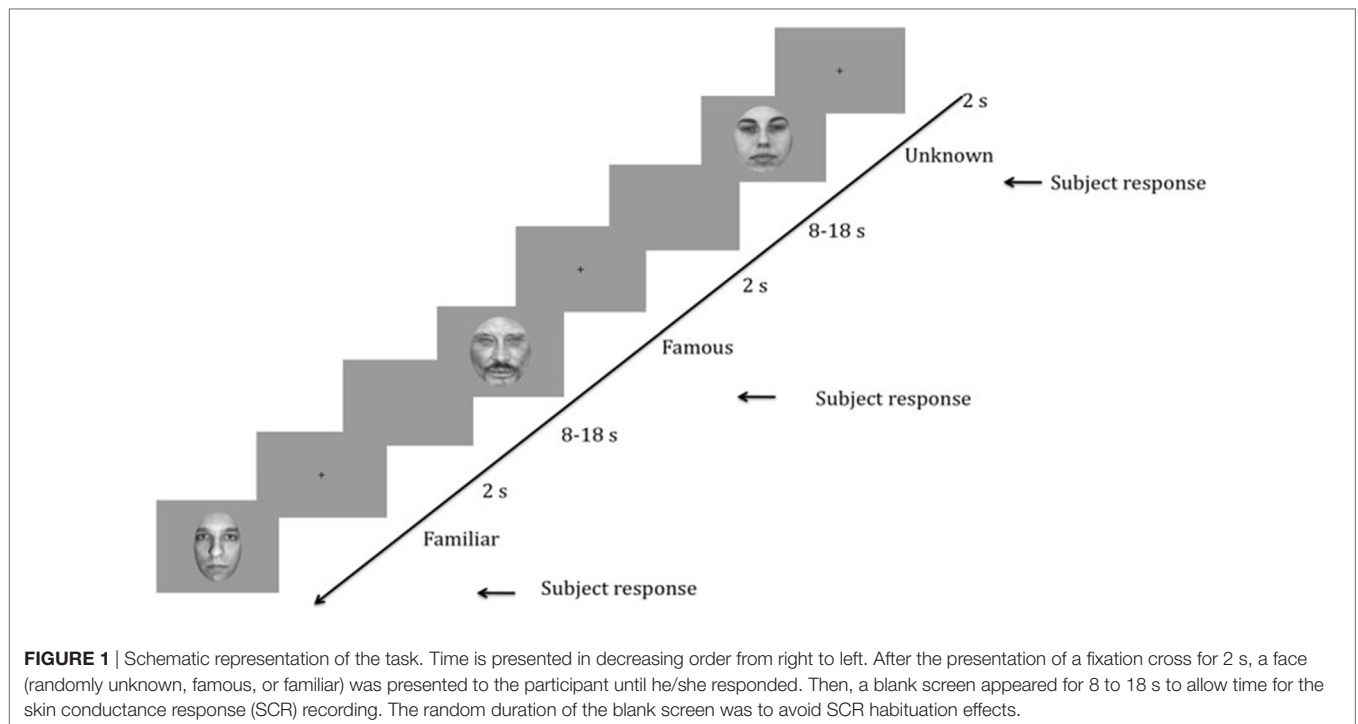 2 s
Unknown
Subject response
8-18 s
2 s
Famous
Subject response
8-18 s
2 s
Familiar
Subject response
FIGURE 1 | Schematic representation of the task. Time is presented in decreasing order from right to left. After the presentation of a fixation cross for 2 s, a face
(randomly unknown, famous, or familiar) was presented to the participant until he/she responded. Then, a blank screen appeared for 8 to 18 s to allow time for the
skin conductance response (SCR) recording. The random duration of the blank screen was to avoid SCR habituation effects.